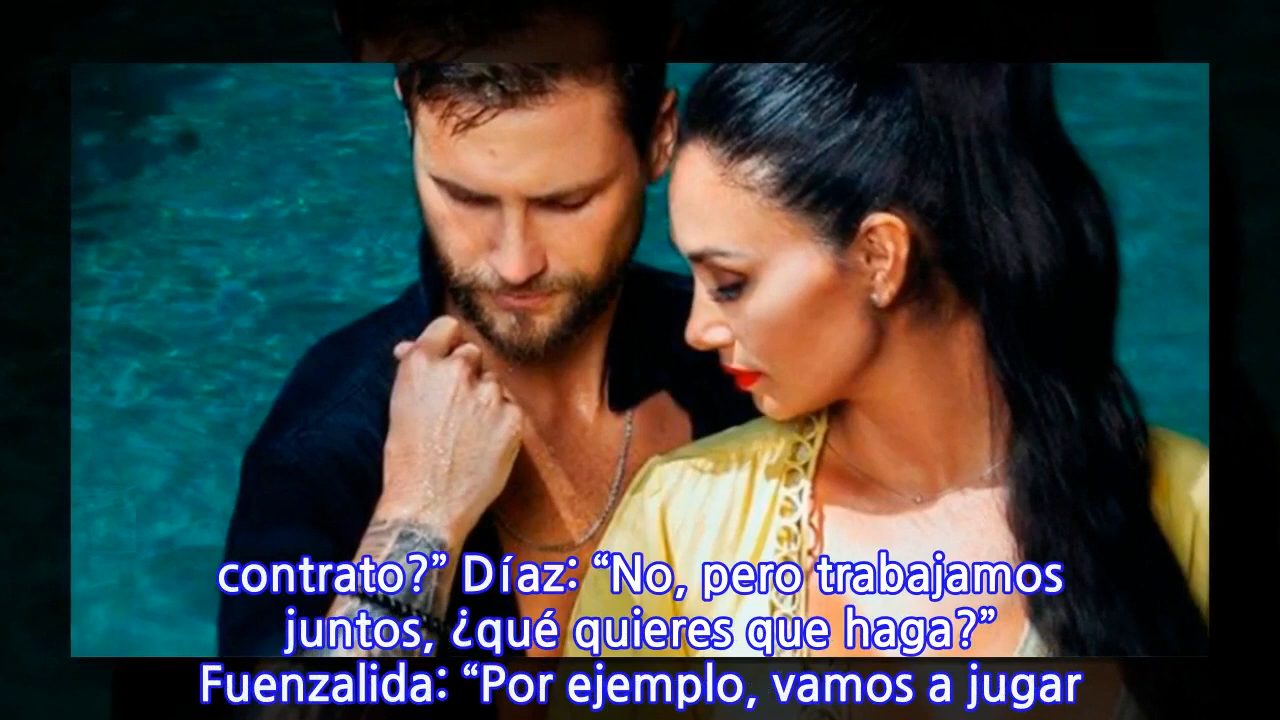 contrato?” Díaz: “No, pero trabajamos
juntos, ¿qué quieres que haga?”
Fuenzalida: “Por ejemplo, vamos a jugar